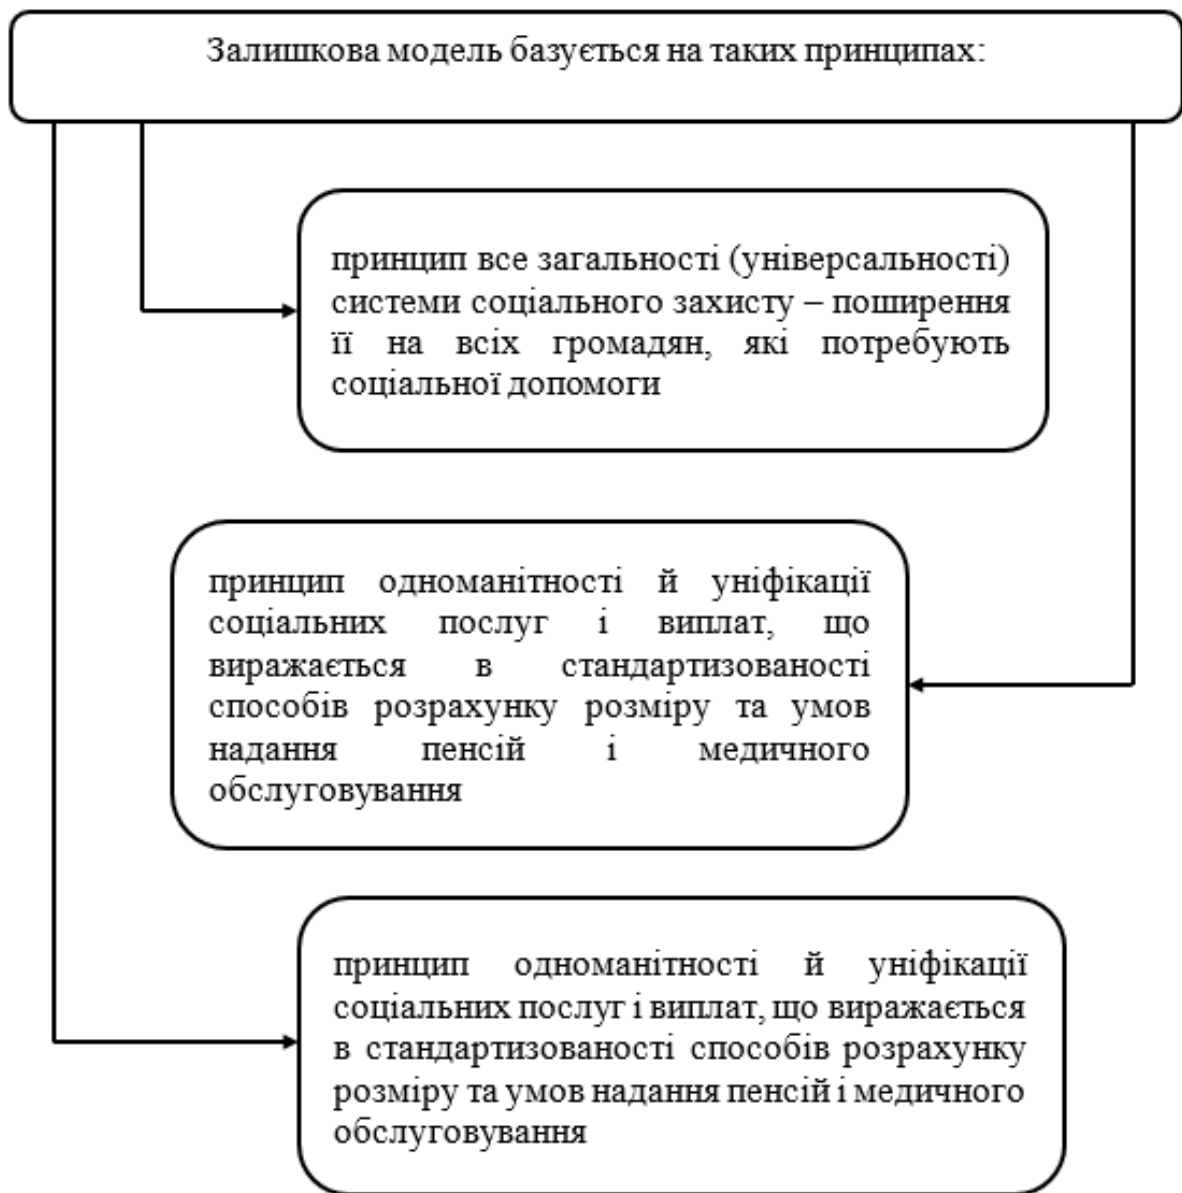 Залишкова модель базується на таких принципах:
принцип все загальності (універсальності)
системи соціального захисту – поширення
її на всіх громадян, які потребують
соціальної допомоги
принцип одноманітності й уніфікації
соціальних послуг і виплат, що
виражається в стандартизованості
способів розрахунку розміру та умов
надання пенсій і медичного
обслуговування
принцип одноманітності й уніфікації
соціальних послуг і виплат, що виражається
в стандартизованості способів розрахунку
розміру та умов надання пенсій і медичного
обслуговування